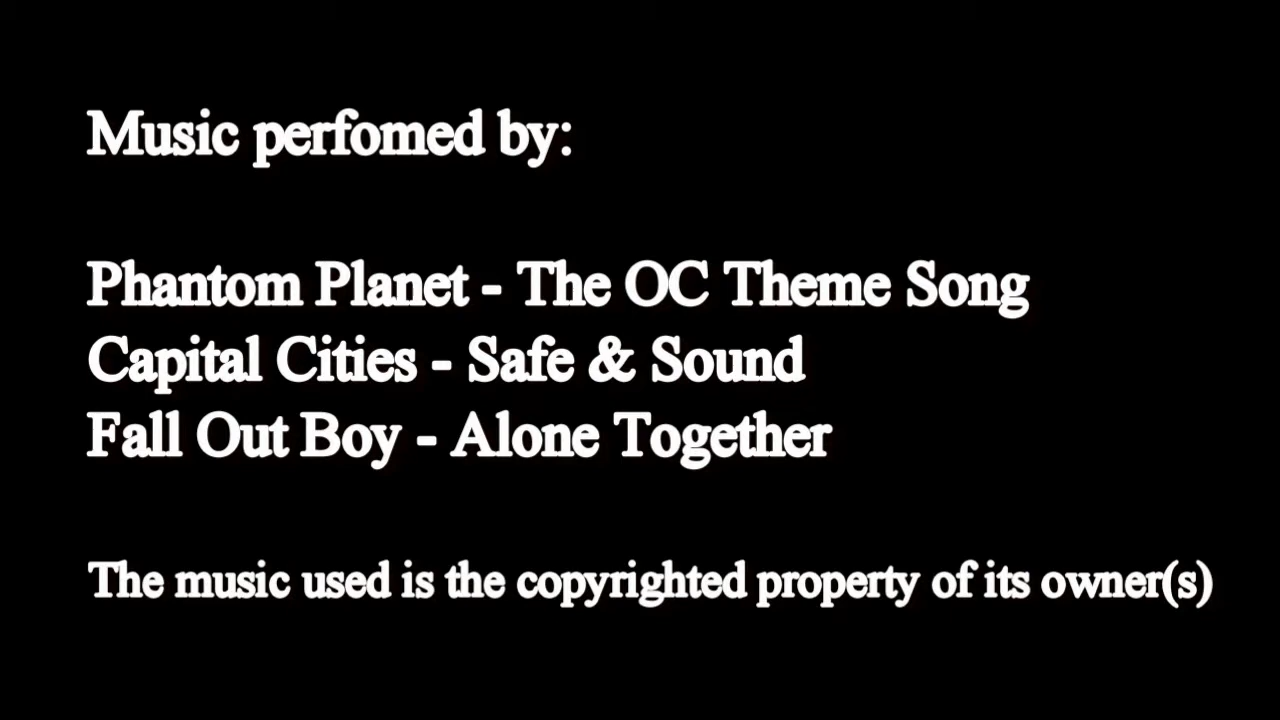 Music perfomed by:
Phantom Planet - The OC Theme Song
Capital Cities - Safe & Sound
Fall Out Boy - Alone Together
The music used is the copyrighted property of its owner(s)